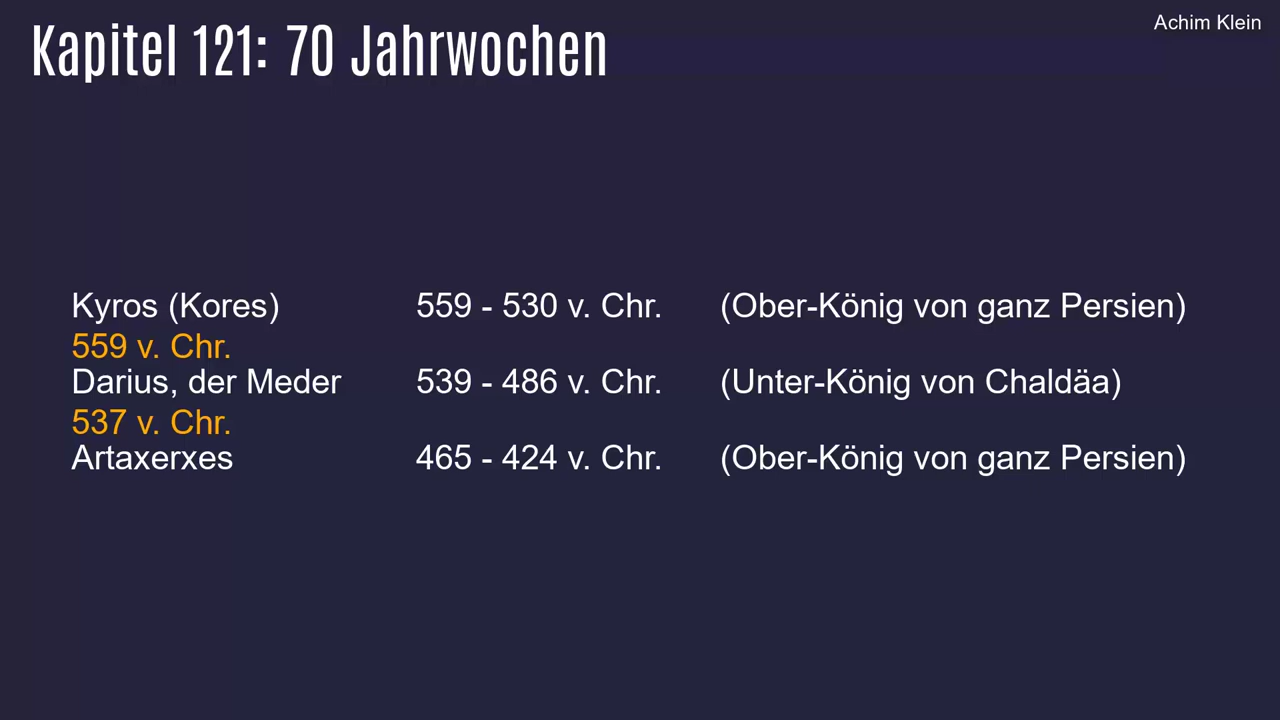 Kapitel 121: 70 Jahrwochen
Achim Klein
Kyros (Kores) 559 - 530 v. Chr. (Ober-König von ganz Persien)
559 v. Chr.
Darius, der Meder 539 - 486 v. Chr. (Unter-König von Chaldäa)
537 v. Chr.
Artaxerxes 465 - 424 v. Chr. (Ober-König von ganz Persien)